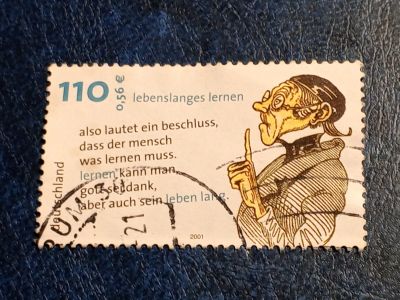 110
0,56 €
lebenslanges lernen
also lautet ein beschluss,
dass der mensch
was lernen muss.
lernen kann man,
gott sei dank,
aber auch sein leben lang.
Deutschland
2001
21